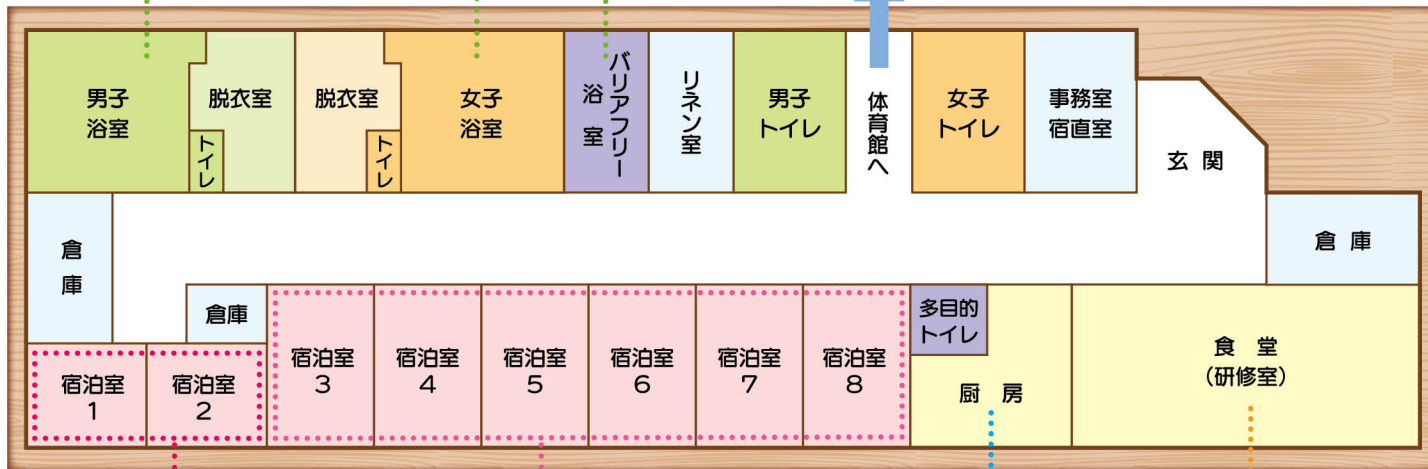 男子
浴室
脱衣室
トイレ
脱衣室
トイレ
女子
浴室
バリアフリー
浴室
リネン室
男子
トイレ
体育館へ
女子
トイレ
事務室
宿直室
玄関
倉庫
倉庫
倉庫
宿泊室
1
宿泊室
2
宿泊室
3
宿泊室
4
宿泊室
5
宿泊室
6
宿泊室
7
宿泊室
8
多目的
トイレ
厨房
食堂
（研修室）